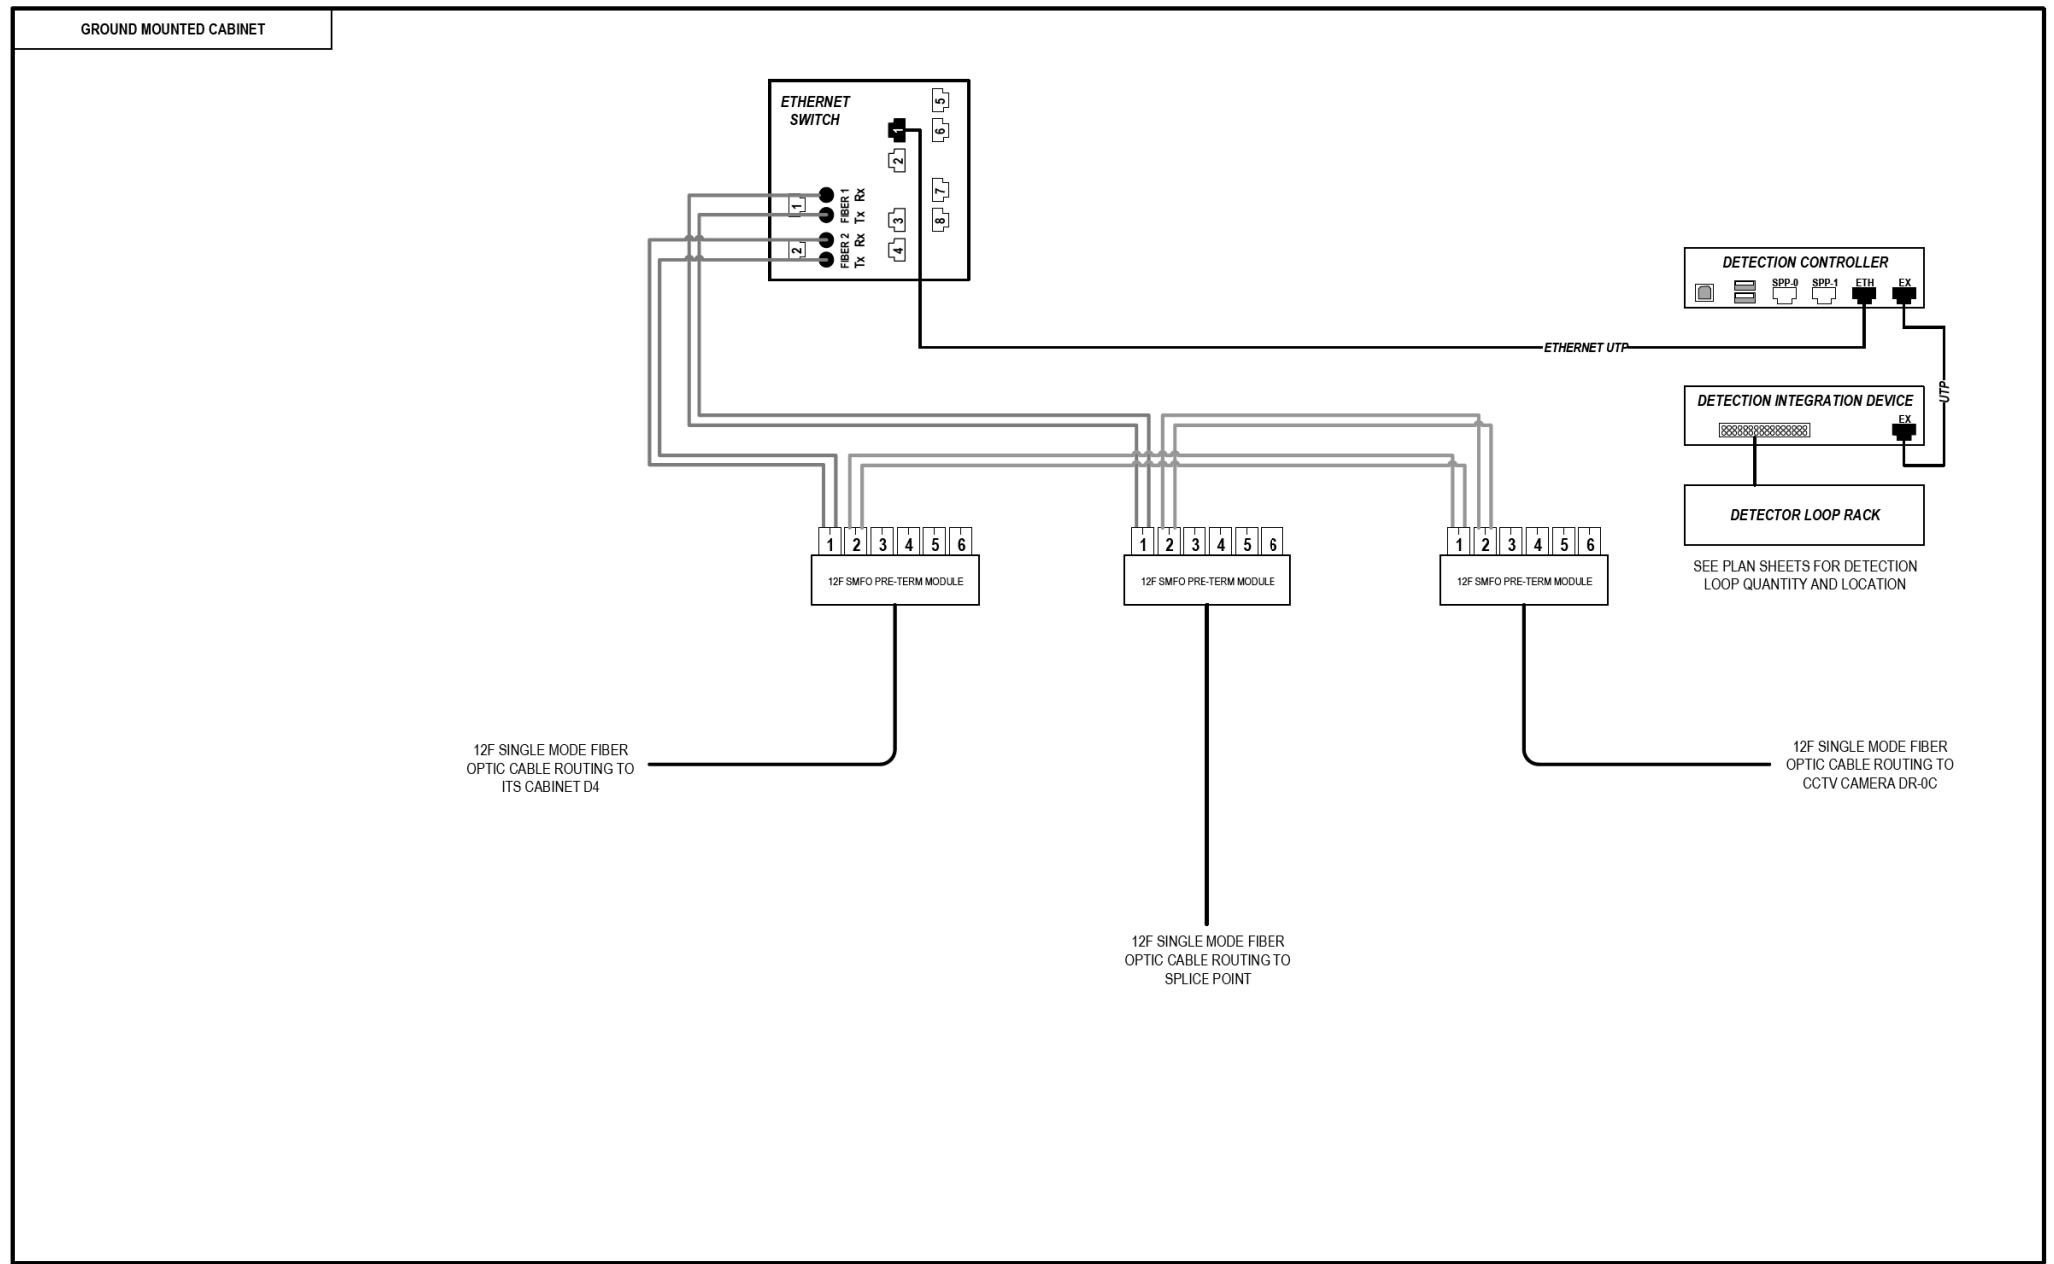 GROUND MOUNTED CABINET
ETHERNET
SWITCH
5
1
6
2
7
3
8
4
1
FIBER 1
Rx
Tx
2
FIBER 2
Rx
Tx
DETECTION CONTROLLER
SPP-0 SPP-1 ETH EX
ETHERNET UTP
UTP
DETECTION INTEGRATION DEVICE
EX
DETECTOR LOOP RACK
SEE PLAN SHEETS FOR DETECTION
LOOP QUANTITY AND LOCATION
1 2 3 4 5 6
12F SMFO PRE-TERM MODULE
1 2 3 4 5 6
12F SMFO PRE-TERM MODULE
1 2 3 4 5 6
12F SMFO PRE-TERM MODULE
12F SINGLE MODE FIBER
OPTIC CABLE ROUTING TO
ITS CABINET D4
12F SINGLE MODE FIBER
OPTIC CABLE ROUTING TO
CCTV CAMERA DR-0C
12F SINGLE MODE FIBER
OPTIC CABLE ROUTING TO
SPLICE POINT